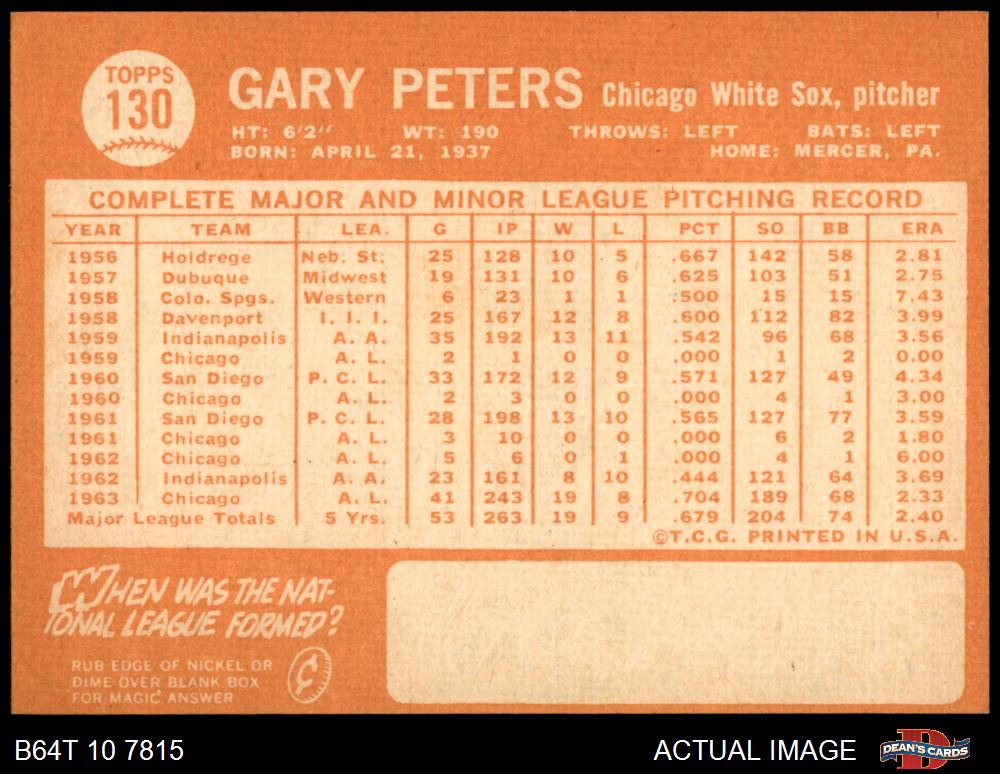 TOPPS
130
GARY PETERS Chicago White Sox, pitcher
HT: 6'2" WT: 190 THROWS: LEFT BATS: LEFT
BORN: APRIL 21, 1937 HOME: MERCER, PA.
COMPLETE MAJOR AND MINOR LEAGUE PITCHING RECORD
YEAR TEAM LEA. G IP W L PCT SO BB ERA
1956 Holdrege Neb. St. 25 128 10 5 .667 142 58 2.81
1957 Dubuque Midwest 19 131 10 6 .625 103 51 2.75
1958 Colo. Spgs. Western 6 23 1 1 .500 15 15 7.43
1958 Davenport I. I. I. 25 167 12 8 .600 112 82 3.99
1959 Indianapolis A. A. 35 192 13 11 .542 96 68 3.56
1959 Chicago A. L. 2 1 0 0 .000 1 2 0.00
1960 San Diego P. C. L. 33 172 12 9 .571 127 49 4.34
1960 Chicago A. L. 2 3 0 0 .000 4 1 3.00
1961 San Diego P. C. L. 28 198 13 10 .565 127 77 3.59
1961 Chicago A. L. 3 10 0 0 .000 6 2 1.80
1962 Chicago A. L. 5 6 0 1 .000 4 1 6.00
1962 Indianapolis A. A. 23 161 8 10 .444 121 64 3.69
1963 Chicago A. L. 41 243 19 8 .704 189 68 2.33
Major League Totals 5 Yrs. 53 263 19 9 .679 204 74 2.40
©T.C.G. PRINTED IN U.S.A.
WHEN WAS THE NAT-
IONAL LEAGUE FORMED?
RUB EDGE OF NICKEL OR
DIME OVER BLANK BOX
FOR MAGIC ANSWER
¢
B64T 10 7815 ACTUAL IMAGE DEAN'S CARDS